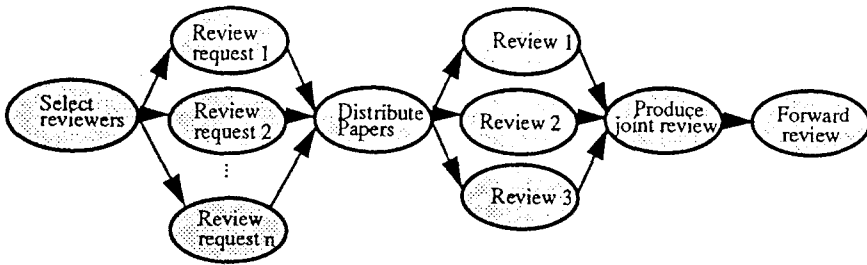 Select
reviewers
Review
request 1
Review
request 2
⋮
Review
request n
Distribute
Papers
Review 1
Review 2
Review 3
Produce
joint review
Forward
review